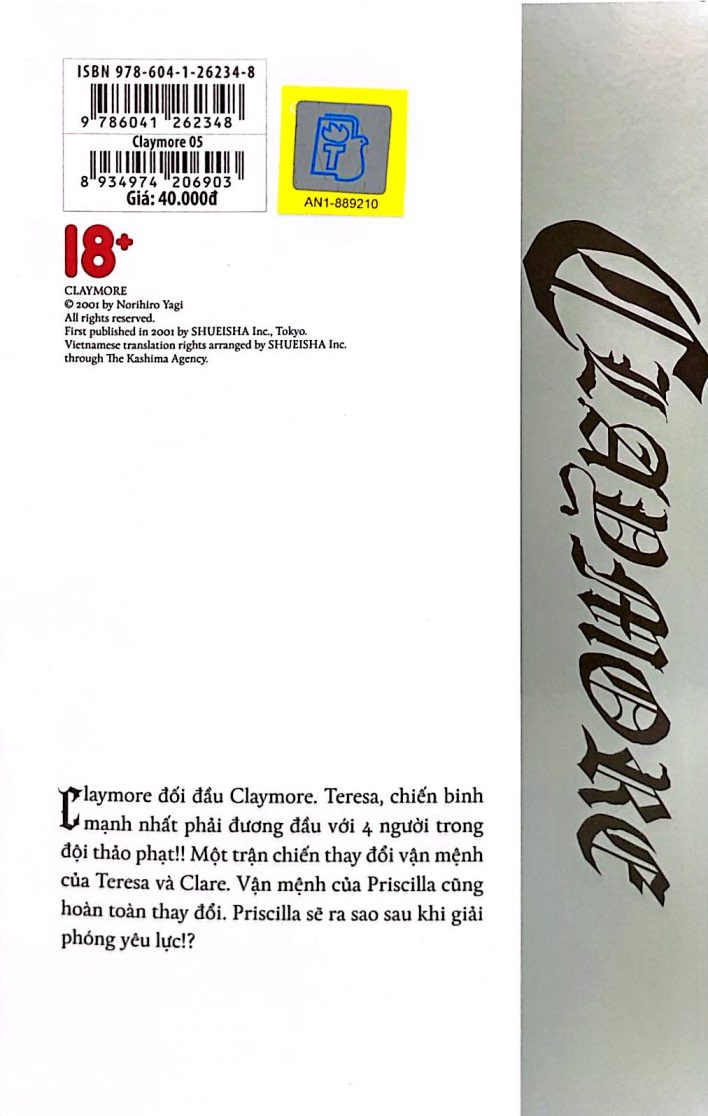 ISBN 978-604-1-26234-8
9 786041 262348
Claymore 05
8 934974 206903
Giá: 40.000đ
T
AN1-889210
18+
CLAYMORE
© 2001 by Norihiro Yagi
All rights reserved.
First published in 2001 by SHUEISHA Inc., Tokyo.
Vietnamese translation rights arranged by SHUEISHA Inc.
through The Kashima Agency.
CLAYMORE
Claymore đối đầu Claymore. Teresa, chiến binh
mạnh nhất phải đương đầu với 4 người trong
đội thảo phạt!! Một trận chiến thay đổi vận mệnh
của Teresa và Clare. Vận mệnh của Priscilla cũng
hoàn toàn thay đổi. Priscilla sẽ ra sao sau khi giải
phóng yêu lực!?